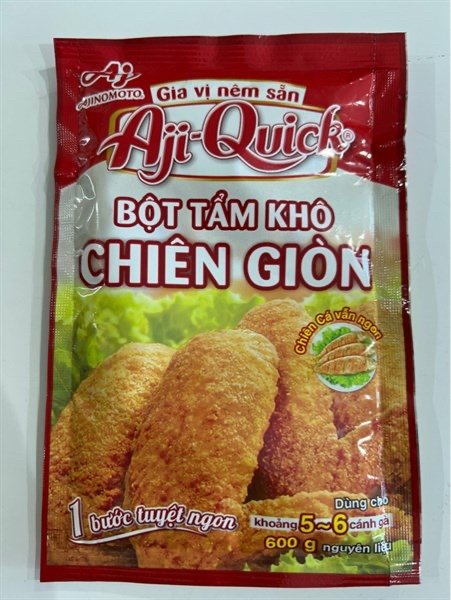 AJINOMOTO
Gia vị nêm sẵn
Aji-Quick®
BỘT TẨM KHÔ
CHIÊN GIÒN
Chiên Cá vẫn ngon
1 bước tuyệt ngon
Dùng cho
khoảng 5~6 cánh gà
600 g nguyên liệu